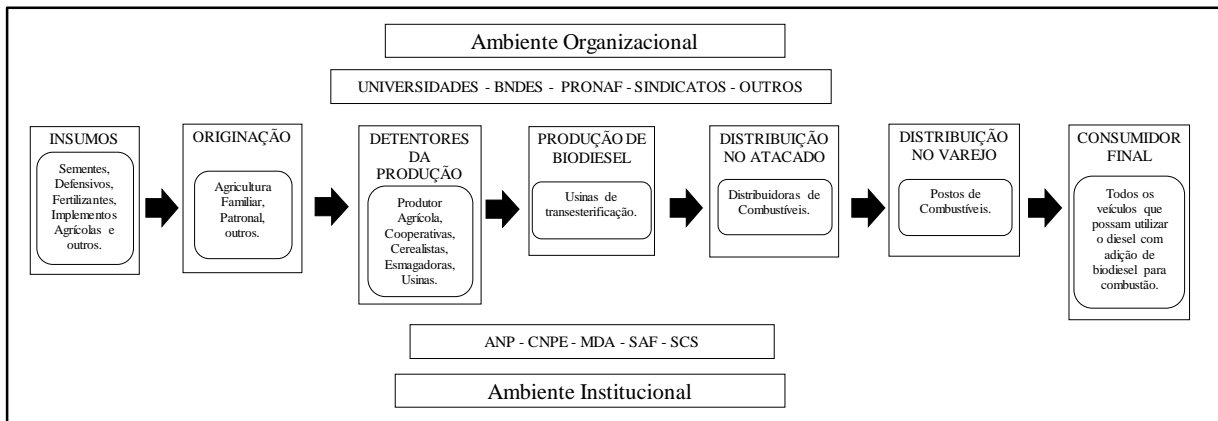 Ambiente Organizacional
UNIVERSIDADES - BNDES - PRONAF - SINDICATOS - OUTROS
INSUMOS
Sementes,
Defensivos,
Fertilizantes,
Implementos
Agrícolas e
outros.
ORIGINAÇÃO
Agricultura
Familiar,
Patronal,
outros.
DETENTORES
DA
PRODUÇÃO
Produtor
Agrícola,
Cooperativas,
Cerealistas,
Esmagadoras,
Usinas.
PRODUÇÃO DE
BIODIESEL
Usinas de
transesterificação.
DISTRIBUIÇÃO
NO ATACADO
Distribuidoras de
Combustíveis.
DISTRIBUIÇÃO
NO VAREJO
Postos de
Combustíveis.
CONSUMIDOR
FINAL
Todos os
veículos que
possam utilizar
o diesel com
adição de
biodiesel para
combustão.
ANP - CNPE - MDA - SAF - SCS
Ambiente Institucional